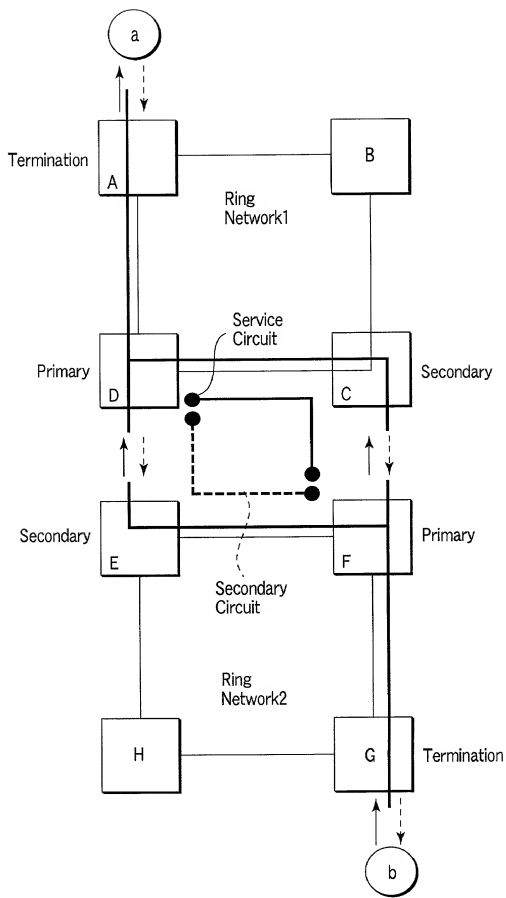 a
Termination
A
B
Ring
Network1
Service
Circuit
Primary
D
C
Secondary
Secondary
E
F
Primary
Secondary
Circuit
Ring
Network2
H
G
Termination
b